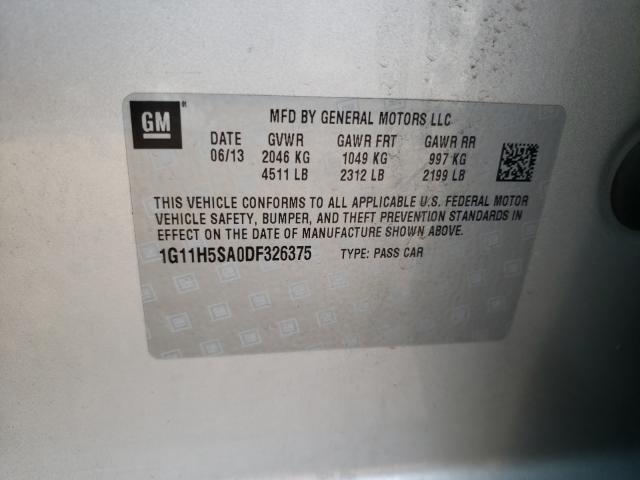 GM
MFD BY GENERAL MOTORS LLC
DATE GVWR GAWR FRT GAWR RR
06/13 2046 KG 1049 KG 997 KG
4511 LB 2312 LB 2199 LB
THIS VEHICLE CONFORMS TO ALL APPLICABLE U.S. FEDERAL MOTOR
VEHICLE SAFETY, BUMPER, AND THEFT PREVENTION STANDARDS IN
EFFECT ON THE DATE OF MANUFACTURE SHOWN ABOVE.
1G11H5SA0DF326375 TYPE: PASS CAR